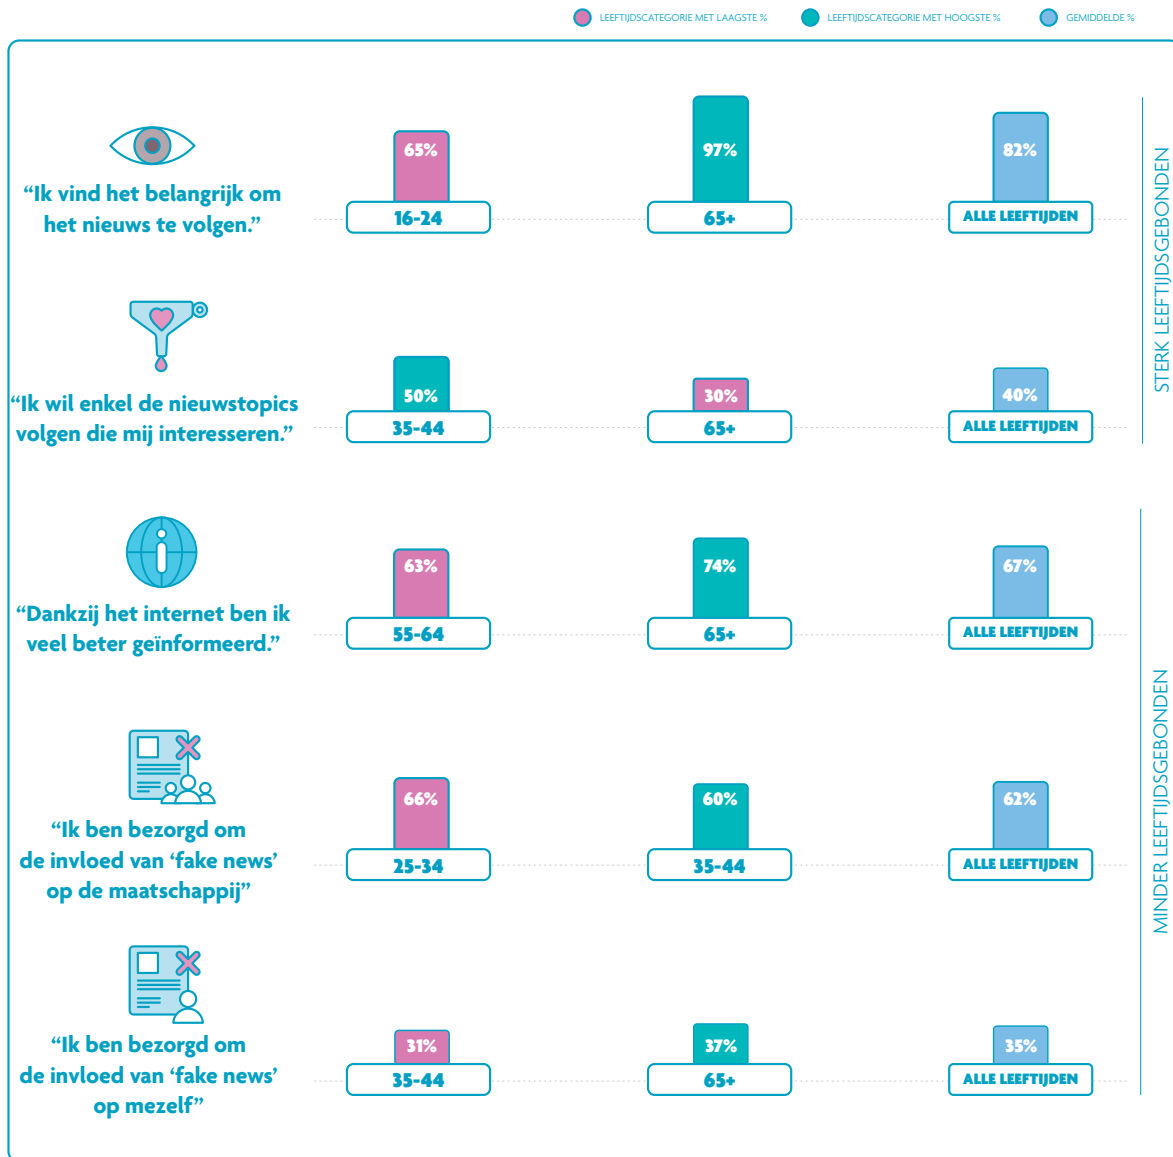 LEEFTIJDSCATEGORIE MET LAAGSTE %
LEEFTIJDSCATEGORIE MET HOOGSTE %
GEMIDDELDE %
“Ik vind het belangrijk om
het nieuws te volgen.”
65%
16-24
97%
65+
82%
ALLE LEEFTIJDEN
“Ik wil enkel de nieuwstopics
volgen die mij interesseren.”
50%
35-44
30%
65+
40%
ALLE LEEFTIJDEN
STERK LEEFTIJDSGEBONDEN
“Dankzij het internet ben ik
veel beter geïnformeerd.”
63%
55-64
74%
65+
67%
ALLE LEEFTIJDEN
“Ik ben bezorgd om
de invloed van ‘fake news’
op de maatschappij”
66%
25-34
60%
35-44
62%
ALLE LEEFTIJDEN
“Ik ben bezorgd om
de invloed van ‘fake news’
op mezelf”
31%
35-44
37%
65+
35%
ALLE LEEFTIJDEN
MINDER LEEFTIJDSGEBONDEN